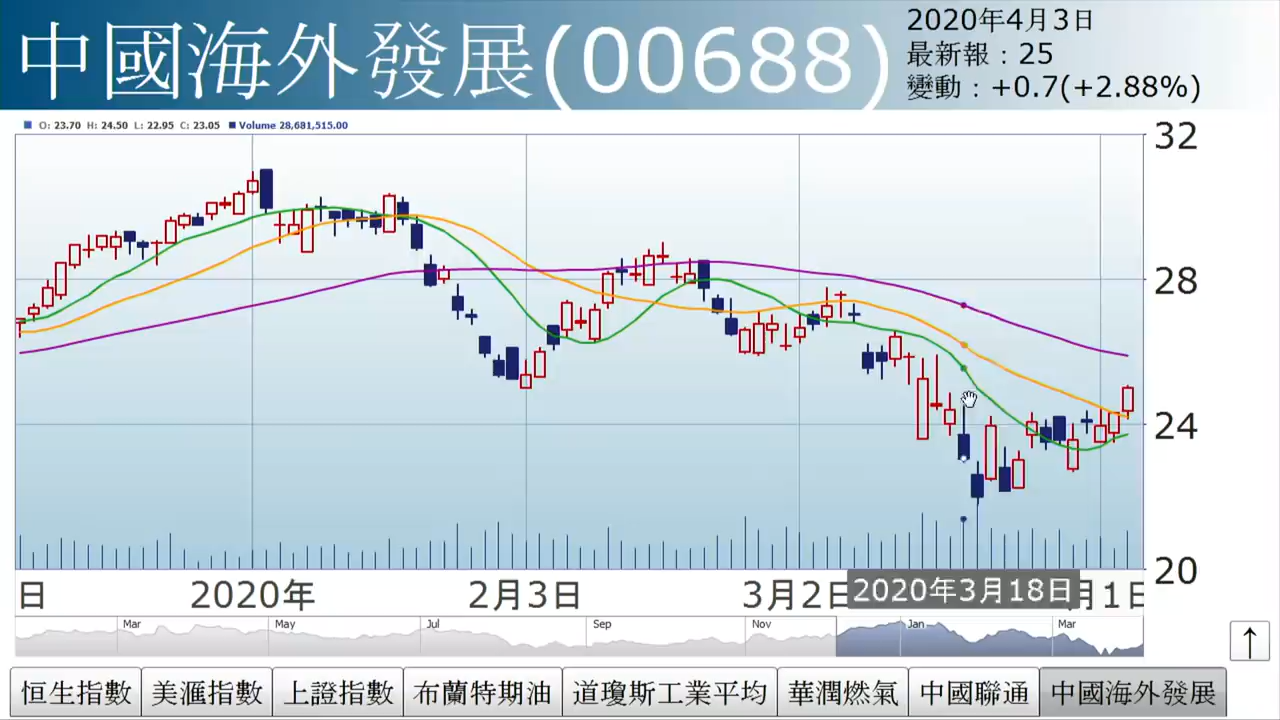 中國海外發展(00688)
2020年4月3日
最新報：25
變動：+0.7(+2.88%)
O: 23.70 H: 24.50 L: 22.95 C: 23.05 Volume 28,681,515.00
32
28
24
20
日 2020年 2月3日 3月2日 2020年3月18日 月1日
Mar May Jul Sep Nov Jan Mar
↑
恒生指數 美滙指數 上證指數 布蘭特期油 道瓊斯工業平均 華潤燃氣 中國聯通 中國海外發展